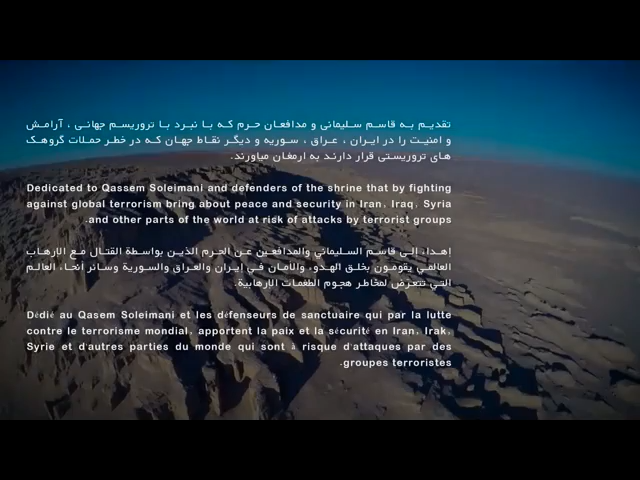 تقدیم به قاسم سلیمانی و مدافعان حرم که با نبرد با تروریسم جهانی ، آرامش
و امنیت را در ایران ، عراق ، سوریه و دیگر نقاط جهان که در خطر حملات گروهک
های تروریستی قرار دارند به ارمغان میاورند.
Dedicated to Qassem Soleimani and defenders of the shrine that by fighting
against global terrorism bring about peace and security in Iran, Iraq, Syria
.and other parts of the world at risk of attacks by terrorist groups
إهداء إلى قاسم السليماني والمدافعين عن الحرم الذين بواسطة القتال مع الإرهاب
العالمي يقومون بخلق الهدوء والأمان في إيران والعراق والسورية وسائر أنحاء العالم
التي تتعرض لمخاطر هجوم الطغمات الإرهابية.
Dédié au Qasem Soleimani et les défenseurs de sanctuaire qui par la lutte
contre le terrorisme mondial, apportent la paix et la sécurité en Iran, Irak,
Syrie et d'autres parties du monde qui sont à risque d'attaques par des
.groupes terroristes